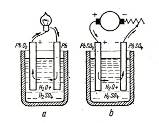 + -
PbO₂ Pb
H₂O+
H₂SO₄
a
+ -
PbSO₄ PbSO₄
H₂O+
H₂SO₄
b